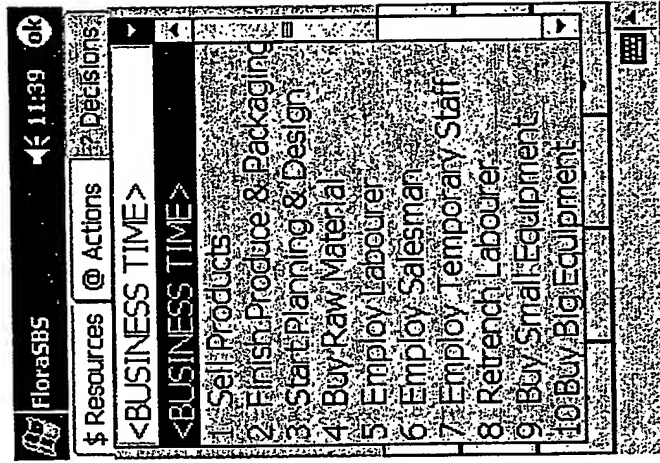 FloraSBS 11:39 ok
$ Resources @ Actions ?? Decisions
<BUSINESS TIME>
<BUSINESS TIME>
1 Sell Products
2 Finish Produce & Packaging
3 Start Planning & Design
4 Buy Raw Material
5 Employ Labourer
6 Employ Salesman
7 Employ Temporary Staff
8 Retrench Labourer
9 Buy Small Equipment
10 Buy Big Equipment